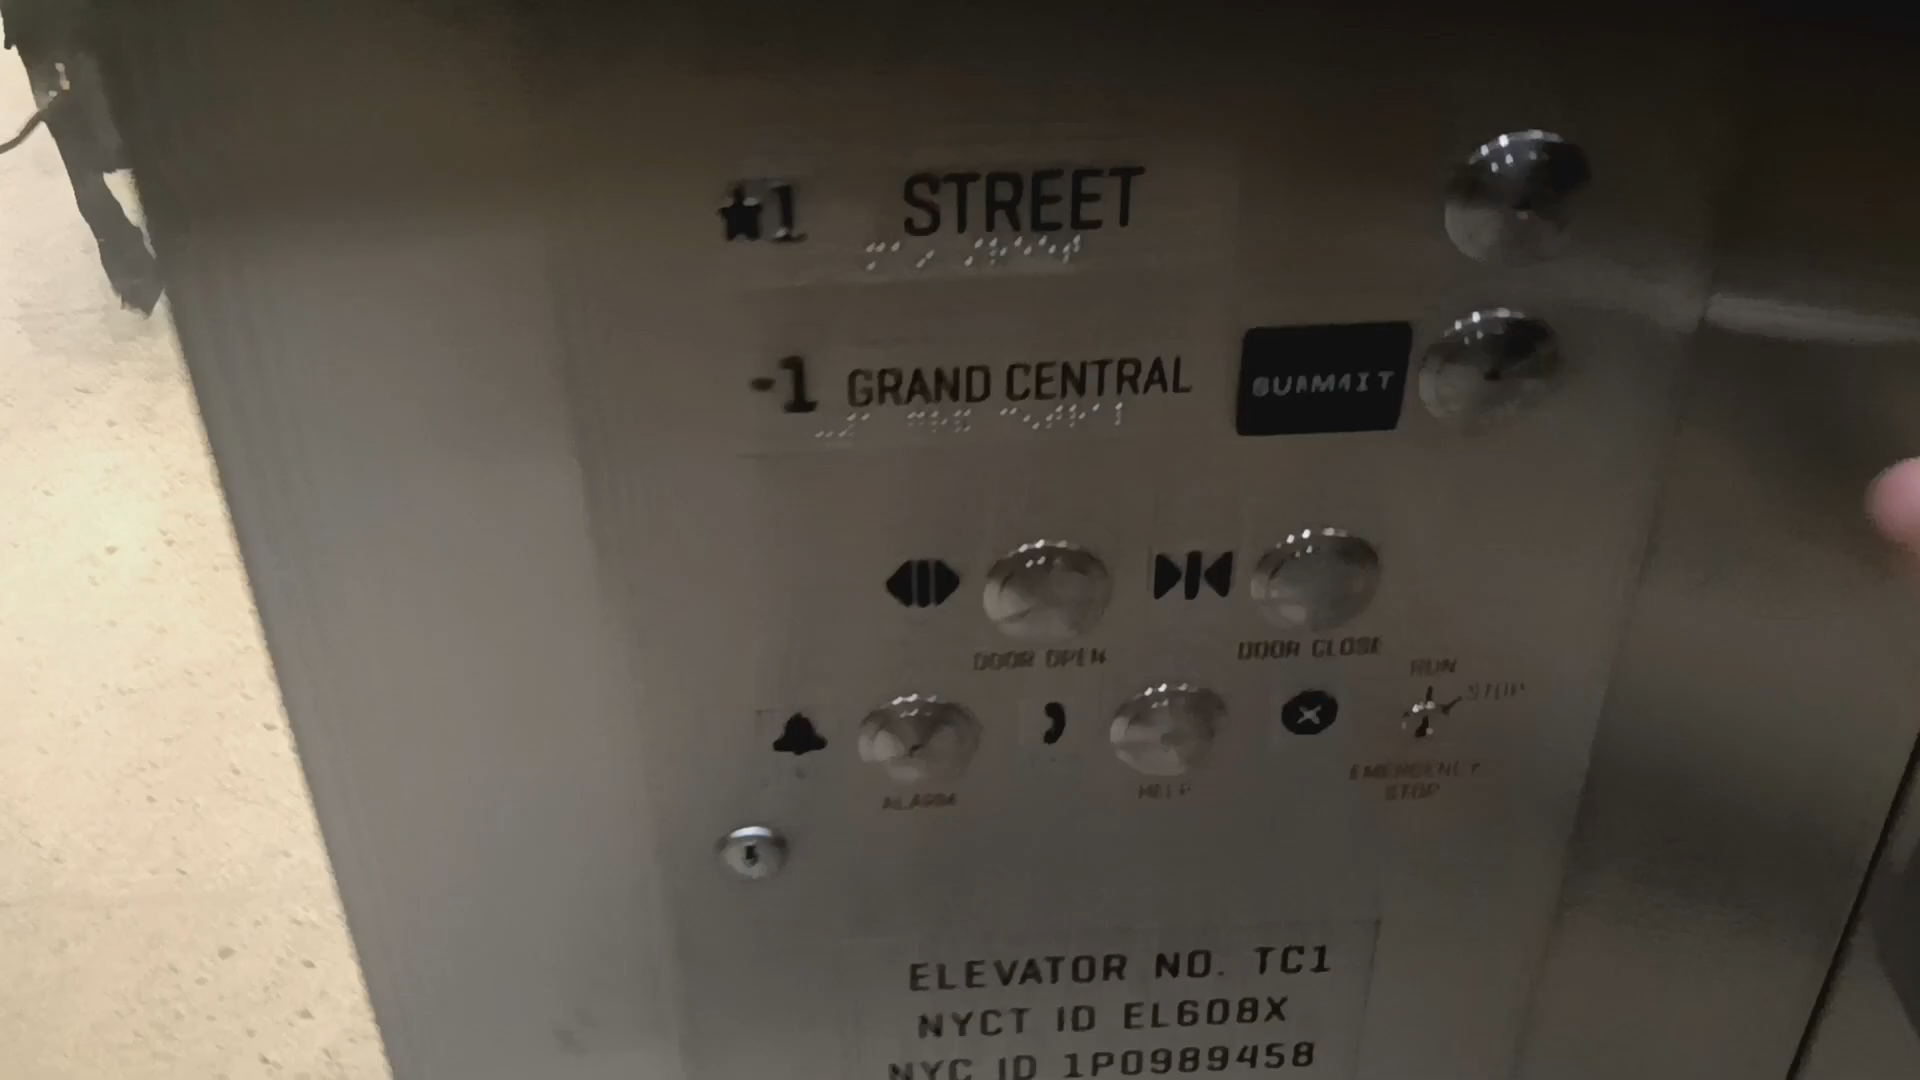 ★1 STREET
-1 GRAND CENTRAL SUMMIT
DOOR OPEN DOOR CLOSE
RUN
STOP
ALARM HELP EMERGENCY
STOP
ELEVATOR NO. TC1
NYCT ID EL608X
NYC ID 1P0989458